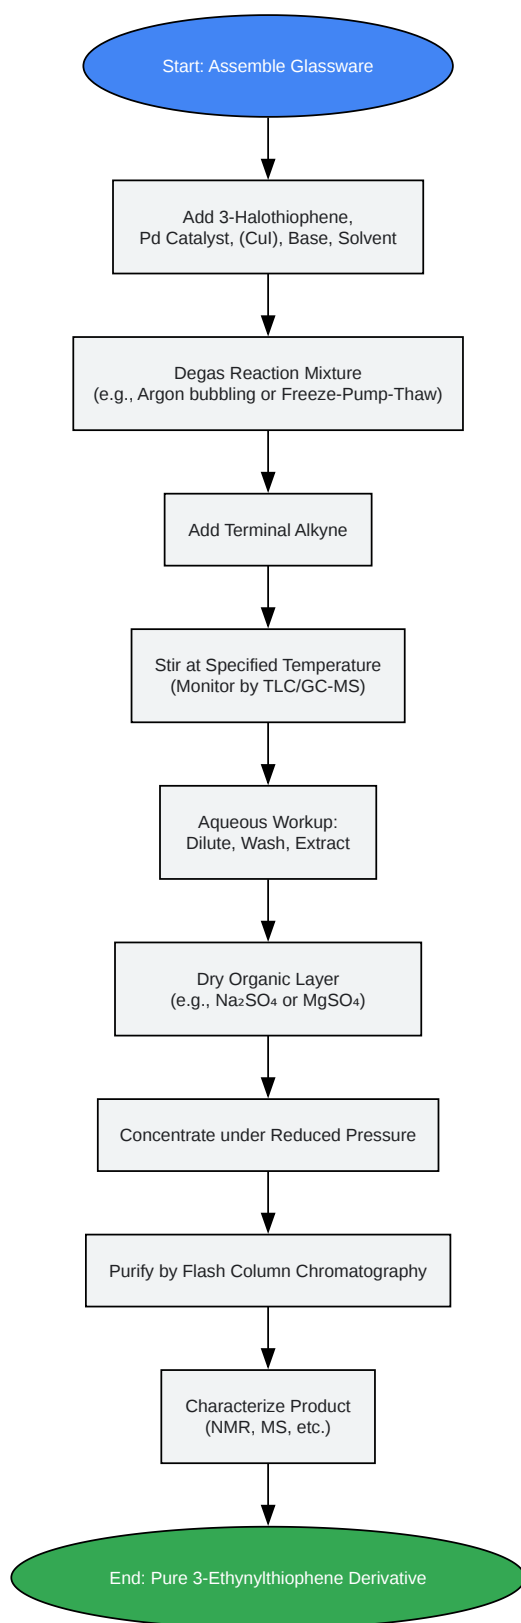 Start: Assemble Glassware
Add 3-Halothiophene,
Pd Catalyst, (CuI), Base, Solvent
Degas Reaction Mixture
(e.g., Argon bubbling or Freeze-Pump-Thaw)
Add Terminal Alkyne
Stir at Specified Temperature
(Monitor by TLC/GC-MS)
Aqueous Workup:
Dilute, Wash, Extract
Dry Organic Layer
(e.g., Na₂SO₄ or MgSO₄)
Concentrate under Reduced Pressure
Purify by Flash Column Chromatography
Characterize Product
(NMR, MS, etc.)
End: Pure 3-Ethynylthiophene Derivative